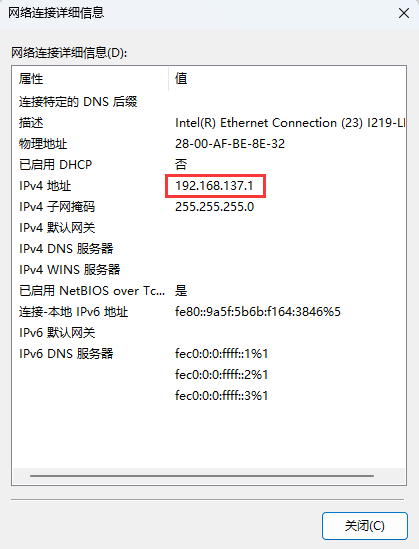 网络连接详细信息
网络连接详细信息(D):
属性 值
连接特定的 DNS 后缀
描述 Intel(R) Ethernet Connection (23) I219-LI
物理地址 28-00-AF-BE-8E-32
已启用 DHCP 否
IPv4 地址 192.168.137.1
IPv4 子网掩码 255.255.255.0
IPv4 默认网关
IPv4 DNS 服务器
IPv4 WINS 服务器
已启用 NetBIOS over Tc... 是
连接-本地 IPv6 地址 fe80::9a5f:5b6b:f164:3846%5
IPv6 默认网关
IPv6 DNS 服务器 fec0:0:0:ffff::1%1
fec0:0:0:ffff::2%1
fec0:0:0:ffff::3%1
关闭(C)